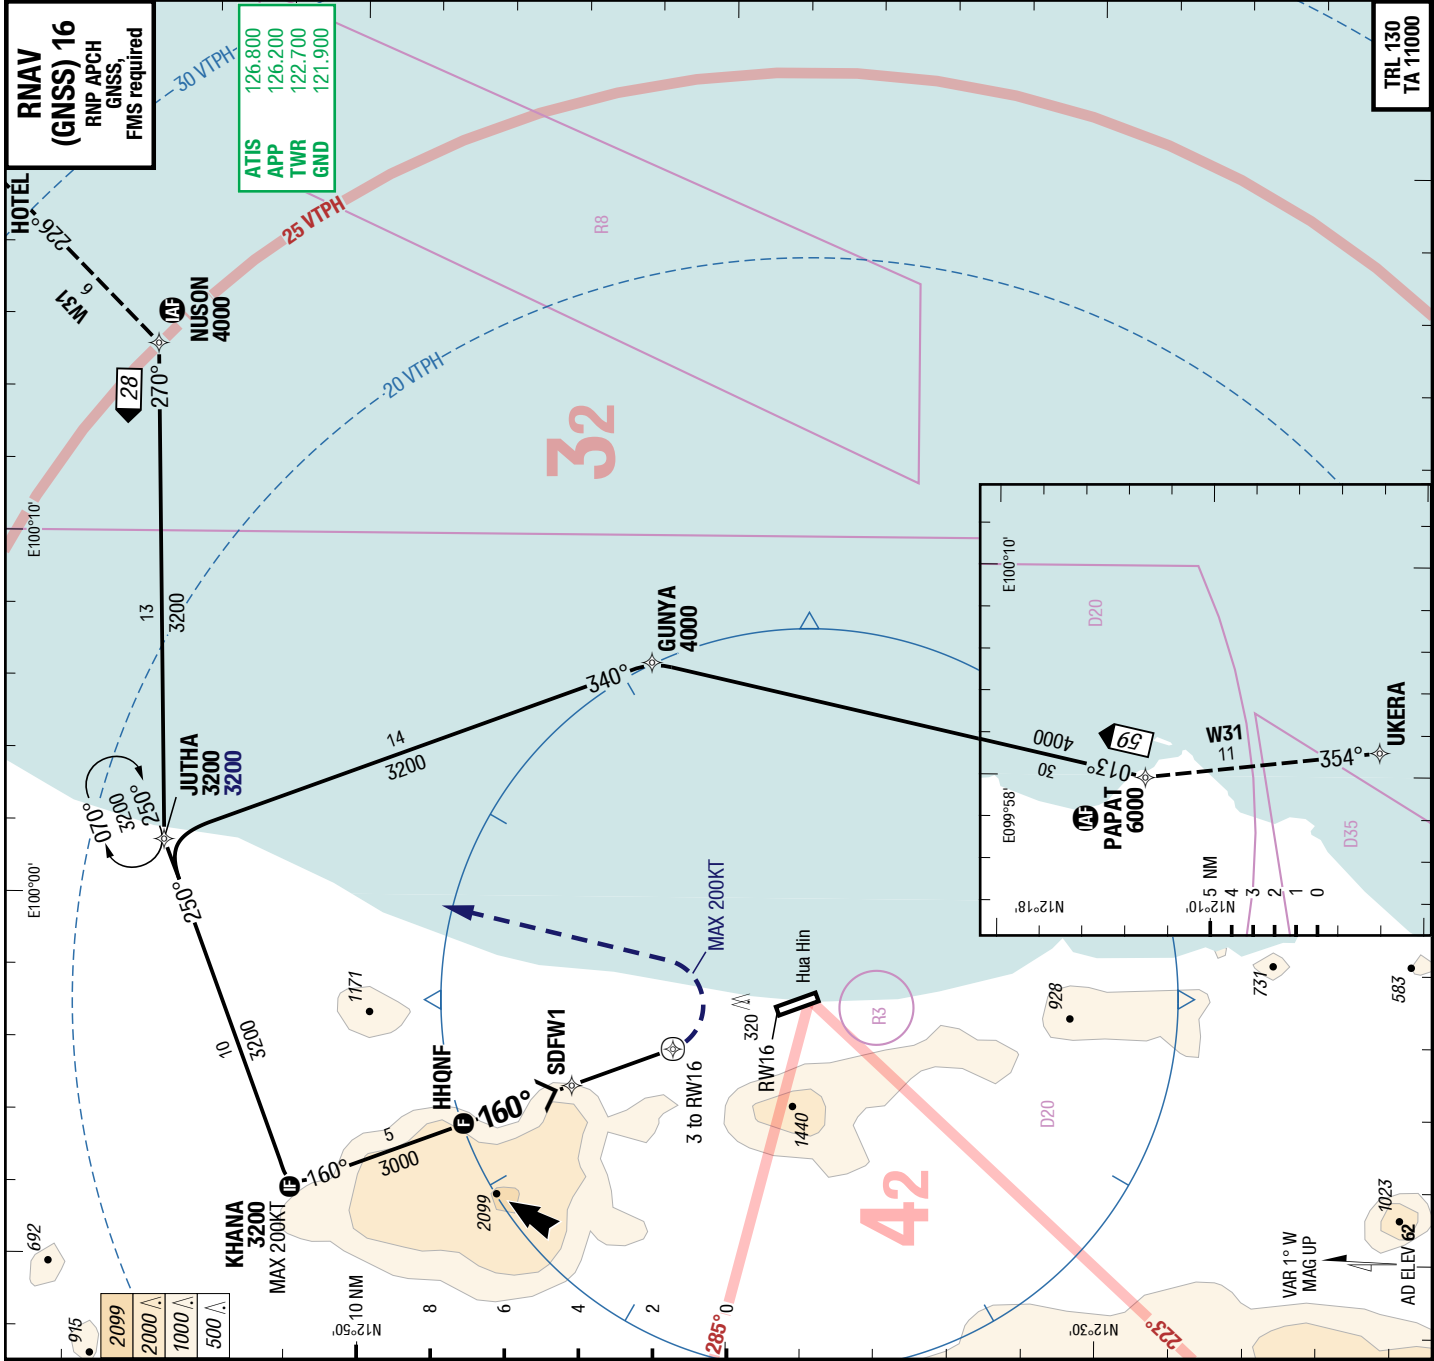 RNAV
(GNSS) 16
RNP APCH
GNSS,
FMS required
ATIS 126.800
APP 126.200
TWR 122.700
GND 121.900
TRL 130
TA 11000
30 VTPH
HOTEL
226°
6
W31
25 VTPH
IAF
NUSON
4000
28
270°
R8
20 VTPH
32
E100°10'
13
3200
GUNYA
4000
340°
14
3200
JUTHA
3200
3200
070°
3200
250°
E100°00'
250°
10
3200
1171
MAX 200KT
HHQNF
F
160°
SDFW1
5
3000
IF
160°
KHANA
3200
MAX 200KT
2099
3 to RW16
320
RW16
Hua Hin
R3
1440
928
731
583
D20
42
692
915
2099
2000
1000
500
N12°50'
10 NM
8
6
4
2
0
285°
223°
N12°30'
VAR 1° W
MAG UP
AD ELEV 62
1023
E100°10'
D20
30
4000
013°
59
IAF
PAPAT
6000
W31
11
354°
UKERA
E099°58'
N12°18'
N12°10'
5 NM
4
3
2
1
0
D35